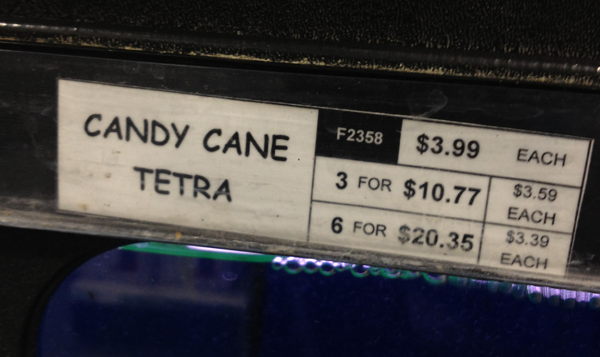 CANDY CANE
TETRA
F2358 $3.99 EACH
3 FOR $10.77 $3.59 EACH
6 FOR $20.35 $3.39 EACH